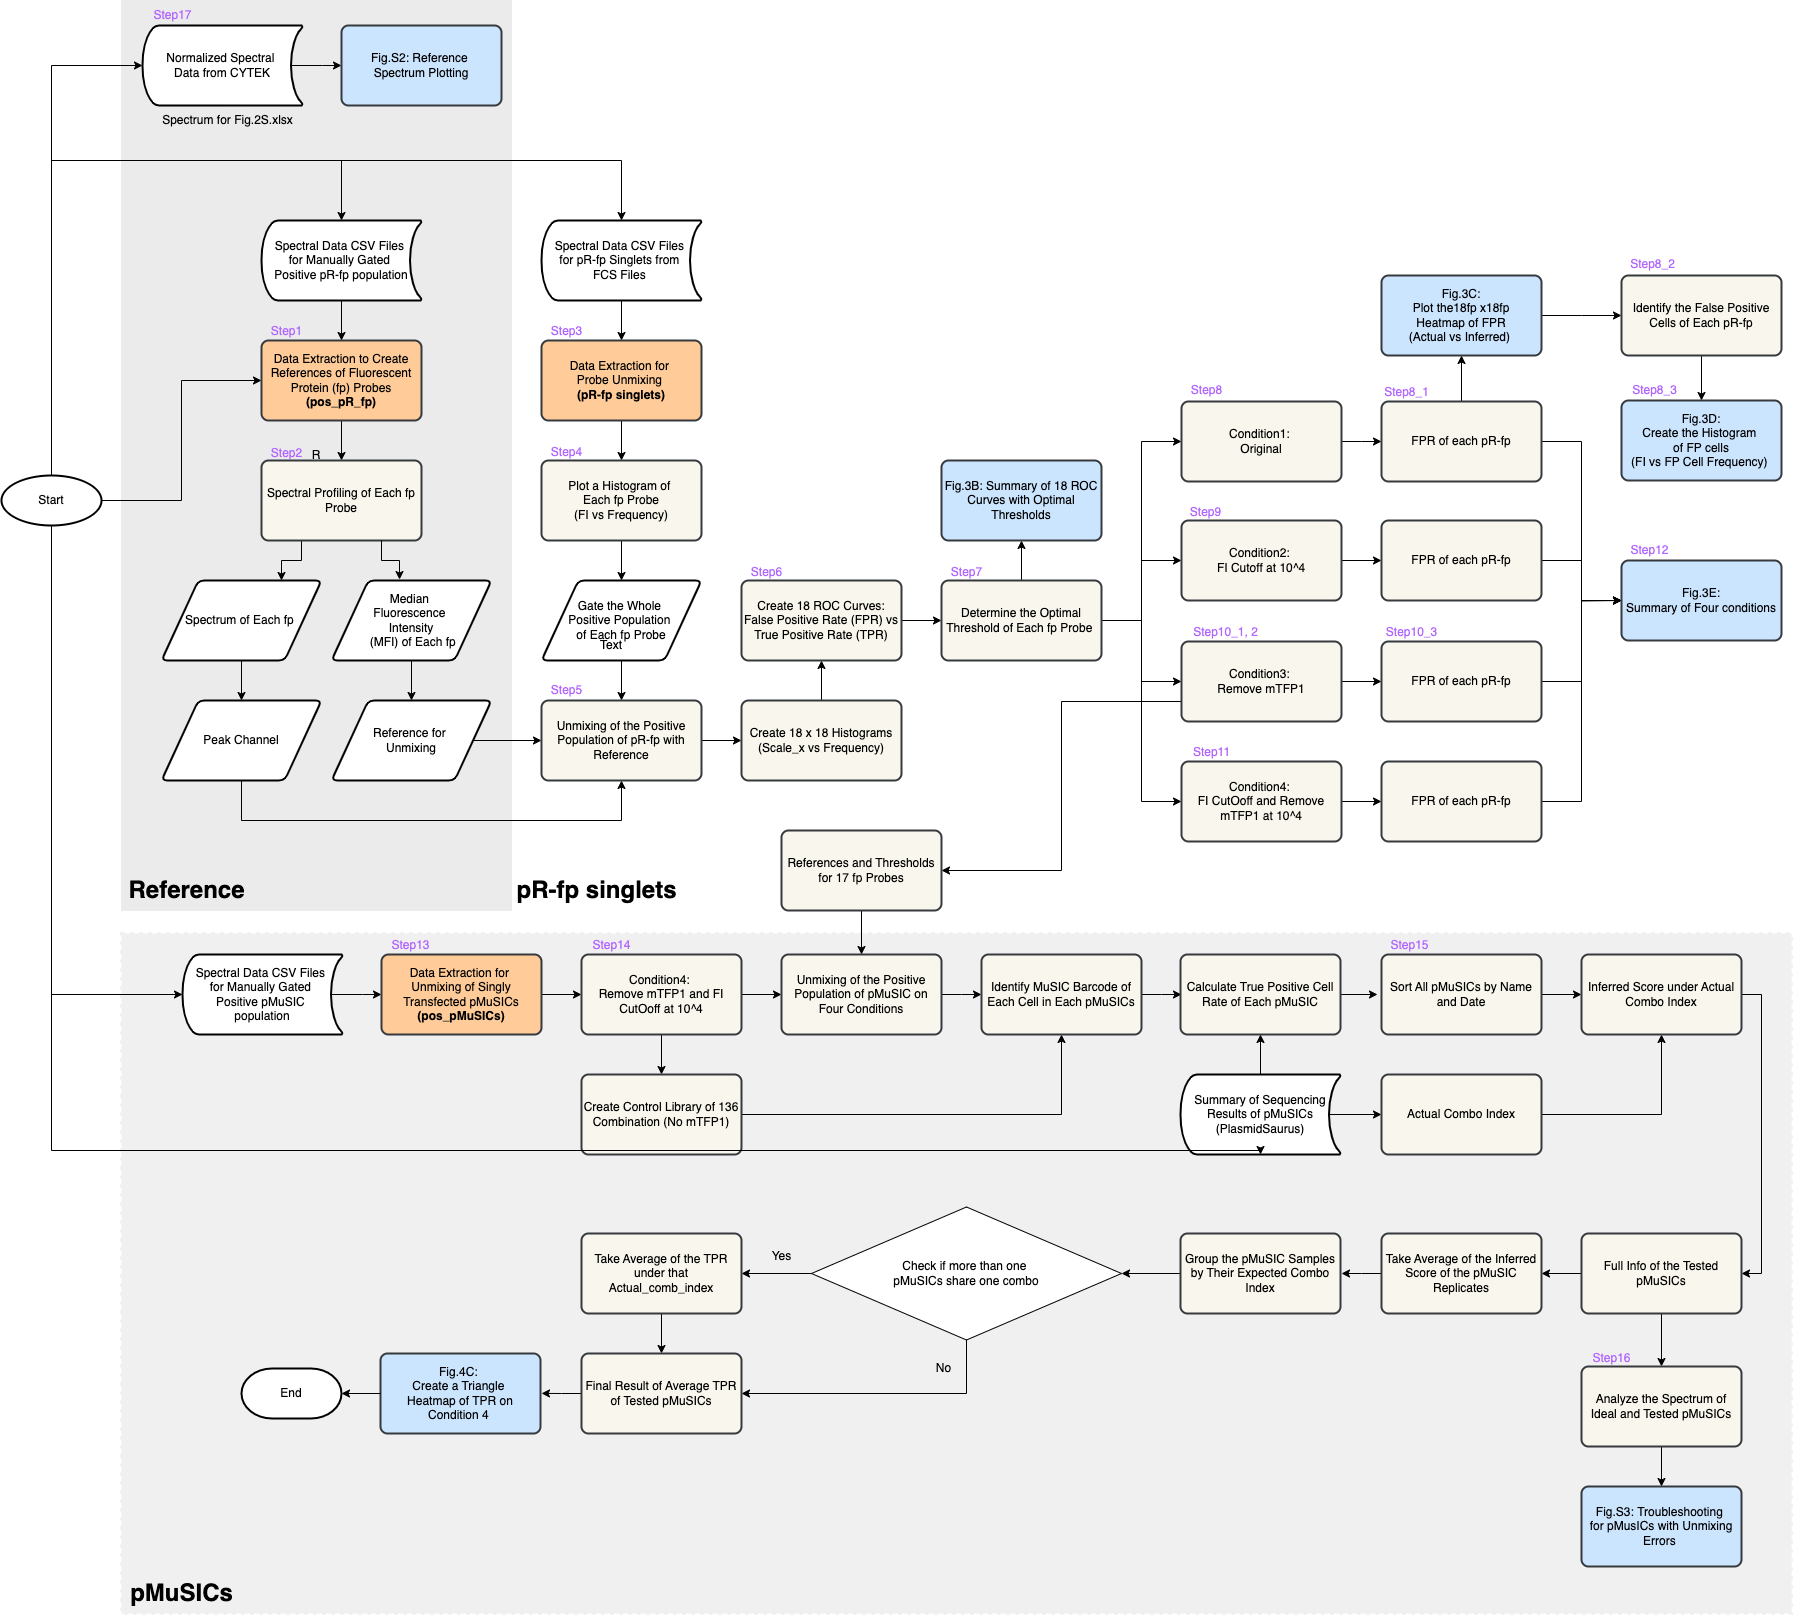 Step17
Normalized Spectral
Data from CYTEK
Spectrum for Fig.2S.xlsx
Fig.S2: Reference
Spectrum Plotting
Spectral Data CSV Files
for Manually Gated
Positive pR-fp population
Spectral Data CSV Files
for pR-fp Singlets from
FCS Files
Step1
Data Extraction to Create
References of Fluorescent
Protein (fp) Probes
(pos_pR_fp)
Step3
Data Extraction for
Probe Unmixing
(pR-fp singlets)
Step2
R
Spectral Profiling of Each fp
Probe
Start
Step4
Plot a Histogram of
Each fp Probe
(FI vs Frequency)
Spectrum of Each fp
Median
Fluorescence
Intensity
(MFI) of Each fp
Gate the Whole
Positive Population
of Each fp Probe
Text
Peak Channel
Reference for
Unmixing
Step5
Unmixing of the Positive
Population of pR-fp with
Reference
Create 18 x 18 Histograms
(Scale_x vs Frequency)
Step6
Create 18 ROC Curves:
False Positive Rate (FPR) vs
True Positive Rate (TPR)
Step7
Determine the Optimal
Threshold of Each fp Probe
Fig.3B: Summary of 18 ROC
Curves with Optimal
Thresholds
Step8
Condition1:
Original
Step8_1
FPR of each pR-fp
Fig.3C:
Plot the18fp x18fp
Heatmap of FPR
(Actual vs Inferred)
Step8_2
Identify the False Positive
Cells of Each pR-fp
Step8_3
Fig.3D:
Create the Histogram
of FP cells
(FI vs FP Cell Frequency)
Step9
Condition2:
FI Cutoff at 10^4
FPR of each pR-fp
Step12
Fig.3E:
Summary of Four conditions
Step10_1, 2
Condition3:
Remove mTFP1
Step10_3
FPR of each pR-fp
Step11
Condition4:
FI CutOoff and Remove
mTFP1 at 10^4
FPR of each pR-fp
References and Thresholds
for 17 fp Probes
Reference
pR-fp singlets
Spectral Data CSV Files
for Manually Gated
Positive pMuSIC
population
Step13
Data Extraction for
Unmixing of Singly
Transfected pMuSICs
(pos_pMuSICs)
Step14
Condition4:
Remove mTFP1 and FI
CutOoff at 10^4
Unmixing of the Positive
Population of pMuSIC on
Four Conditions
Identify MuSIC Barcode of
Each Cell in Each pMuSICs
Calculate True Positive Cell
Rate of Each pMuSIC
Step15
Sort All pMuSICs by Name
and Date
Inferred Score under Actual
Combo Index
Create Control Library of 136
Combination (No mTFP1)
Summary of Sequencing
Results of pMuSICs
(PlasmidSaurus)
Actual Combo Index
Take Average of the TPR
under that
Actual_comb_index
Yes
Check if more than one
pMuSICs share one combo
Group the pMuSIC Samples
by Their Expected Combo
Index
Take Average of the Inferred
Score of the pMuSIC
Replicates
Full Info of the Tested
pMuSICs
No
End
Fig.4C:
Create a Triangle
Heatmap of TPR on
Condition 4
Final Result of Average TPR
of Tested pMuSICs
Step16
Analyze the Spectrum of
Ideal and Tested pMuSICs
Fig.S3: Troubleshooting
for pMusICs with Unmixing
Errors
pMuSICs